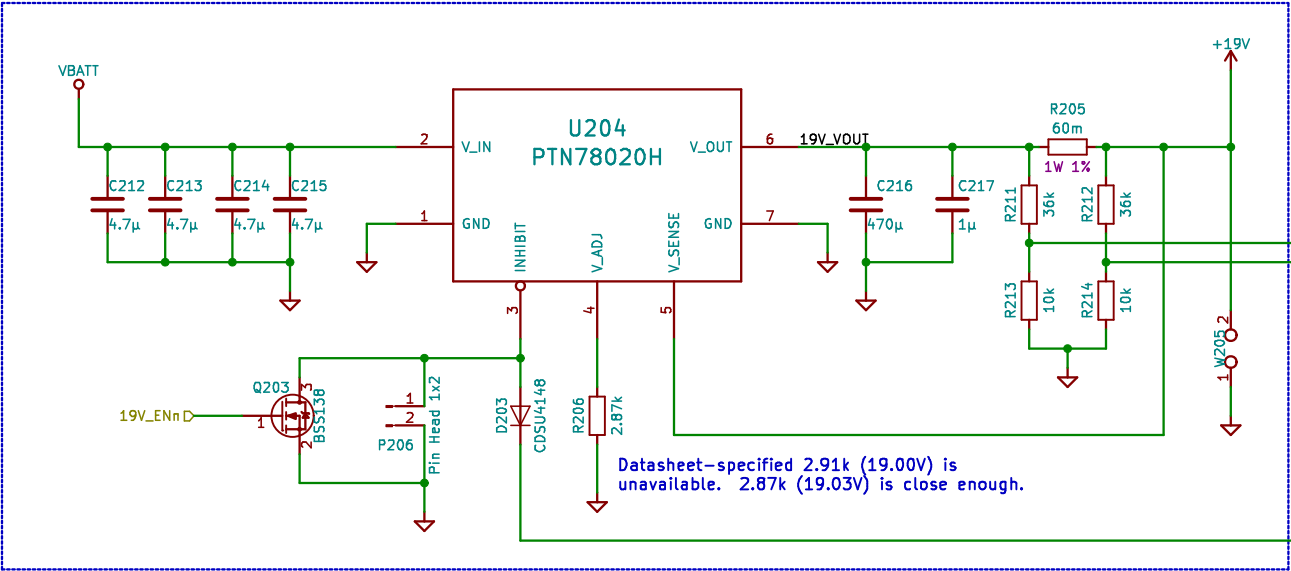 +19V
VBATT
R205
60m
U204
PTN78020H
2
V_IN
V_OUT
6
19V_VOUT
1W 1%
C212
4.7µ
C213
4.7µ
C214
4.7µ
C215
4.7µ
1
GND
INHIBIT
V_ADJ
V_SENSE
GND
7
C216
470µ
C217
1µ
R211
36k
R212
36k
3
4
5
R213
10k
R214
10k
2
W205
1
Q203
3
BSS138
19V_ENn
1
2
1
2
P206
Pin Head 1x2
D203
CDSU4148
R206
2.87k
Datasheet-specified 2.91k (19.00V) is
unavailable. 2.87k (19.03V) is close enough.